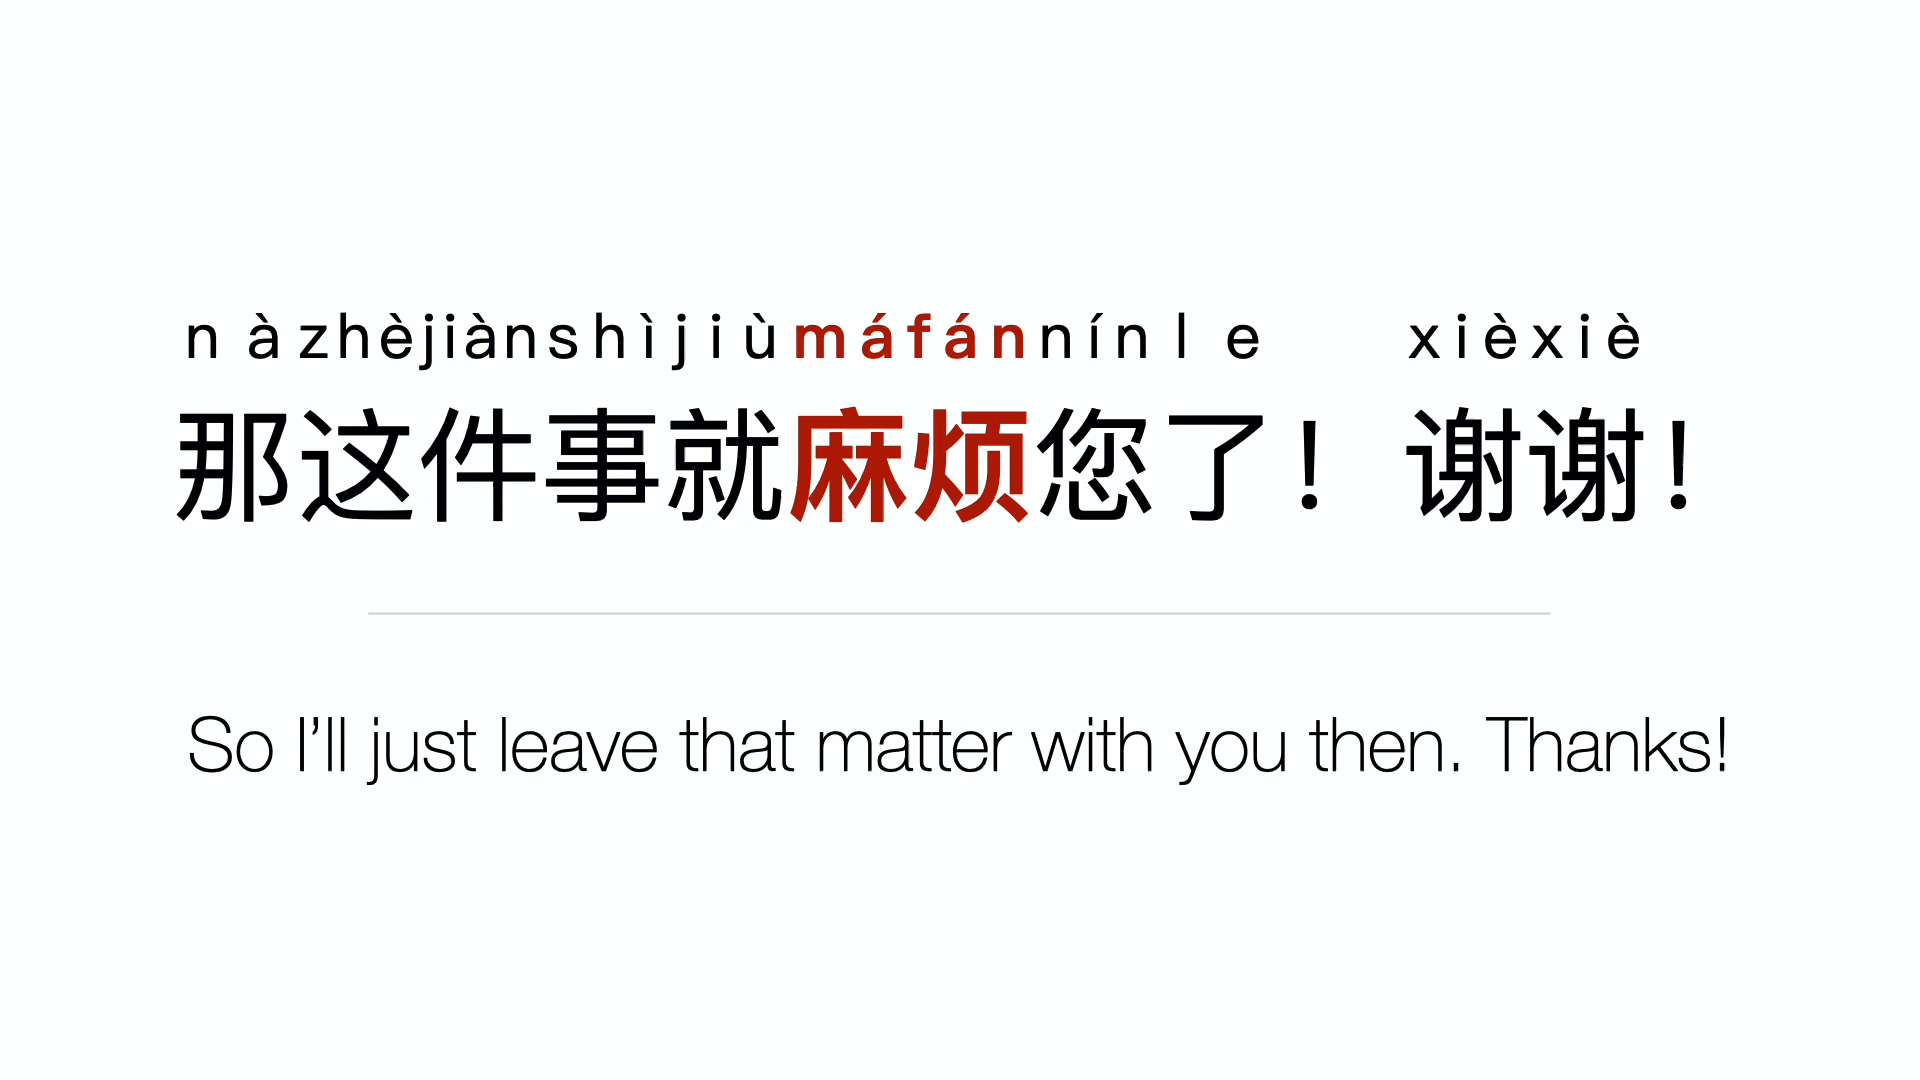 nà zhè jiàn shì jiù máfán nín le xièxiè
那这件事就麻烦您了！谢谢！
So I’ll just leave that matter with you then. Thanks!